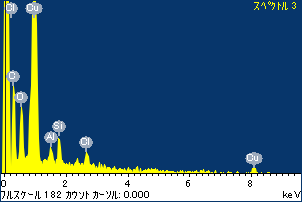 スペクトル 3
Cl Cu
C
O
Al Si Cl Cu
0 2 4 6 8 keV
フルスケール 182 カウント カーソル: 0.000